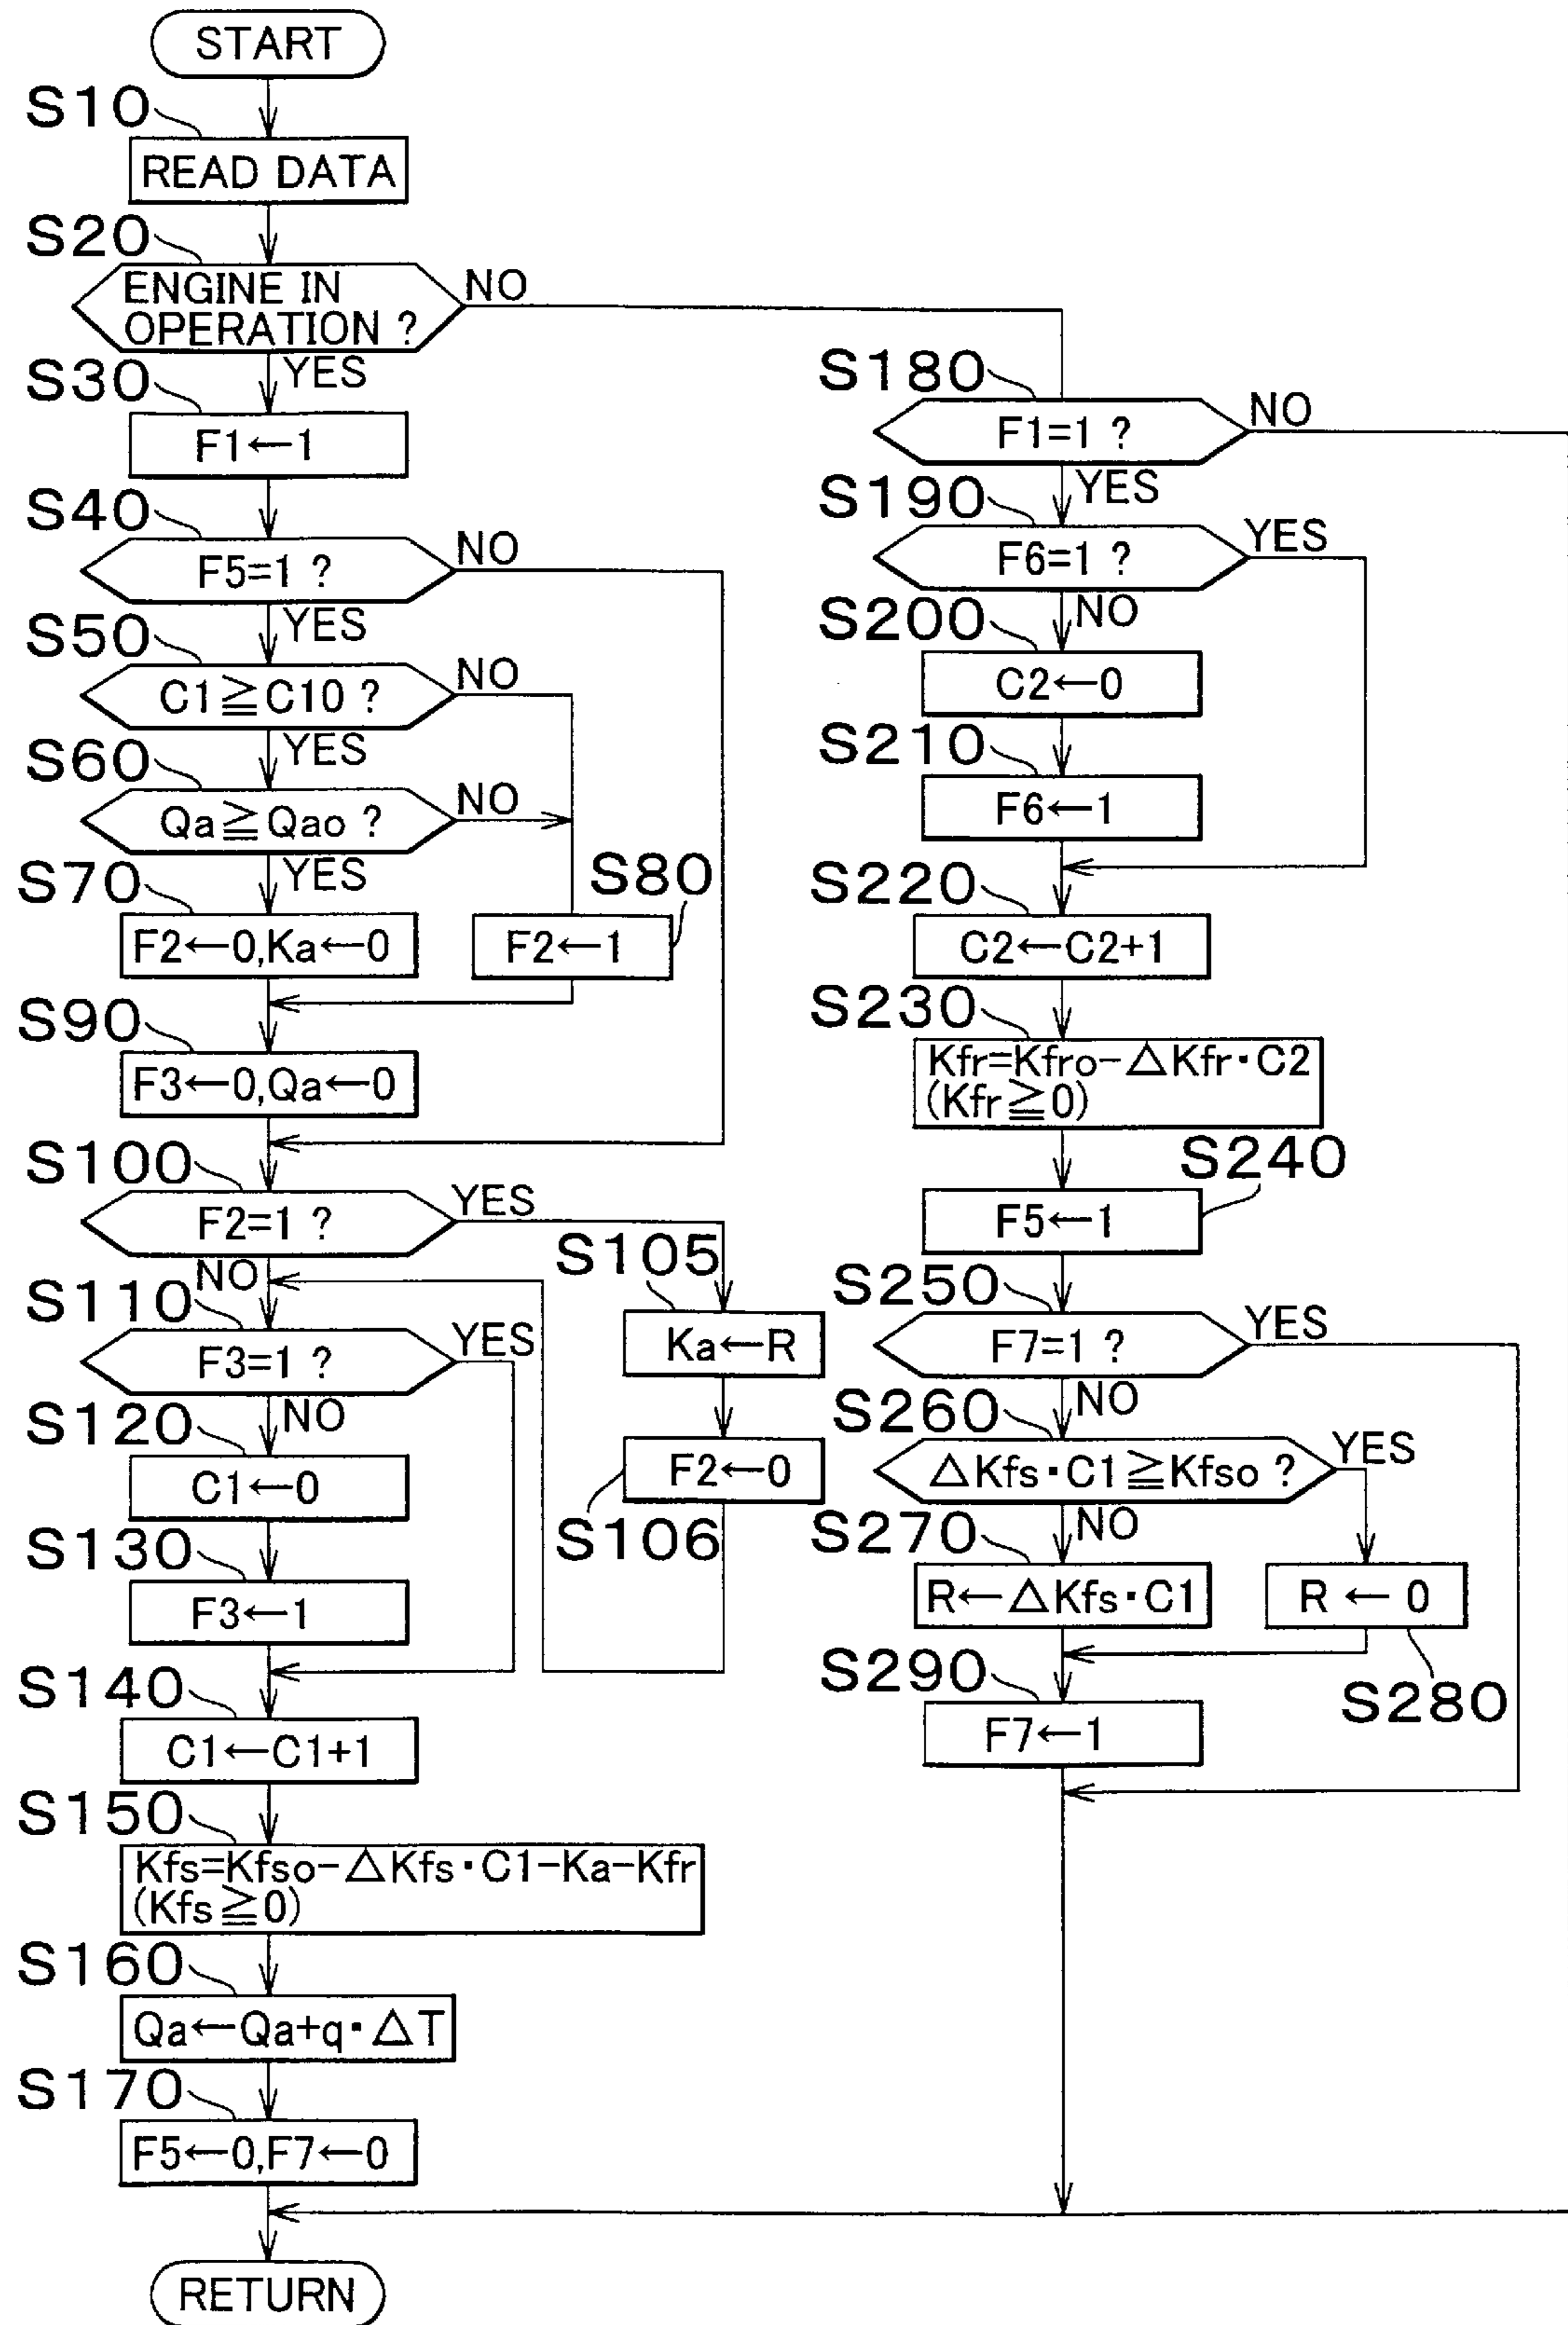 START
S10
READ DATA
S20
ENGINE IN
OPERATION ?
NO
YES
S30
F1←1
S40
F5=1 ?
NO
YES
S50
C1≧C10 ?
NO
YES
S60
Qa≧Qao ?
NO
YES
S70
F2←0,Ka←0
S80
F2←1
S90
F3←0,Qa←0
S100
F2=1 ?
YES
NO
S105
Ka←R
F2←0
S106
S110
F3=1 ?
YES
NO
S120
C1←0
S130
F3←1
S140
C1←C1+1
S150
Kfs=Kfso-△Kfs·C1-Ka-Kfr
(Kfs≧0)
S160
Qa←Qa+q·△T
S170
F5←0,F7←0
RETURN
S180
F1=1 ?
NO
YES
S190
F6=1 ?
YES
NO
S200
C2←0
S210
F6←1
S220
C2←C2+1
S230
Kfr=Kfro-△Kfr·C2
(Kfr≧0)
S240
F5←1
S250
F7=1 ?
YES
NO
S260
△Kfs·C1≧Kfso ?
YES
NO
S270
R←△Kfs·C1
R ← 0
S280
S290
F7←1